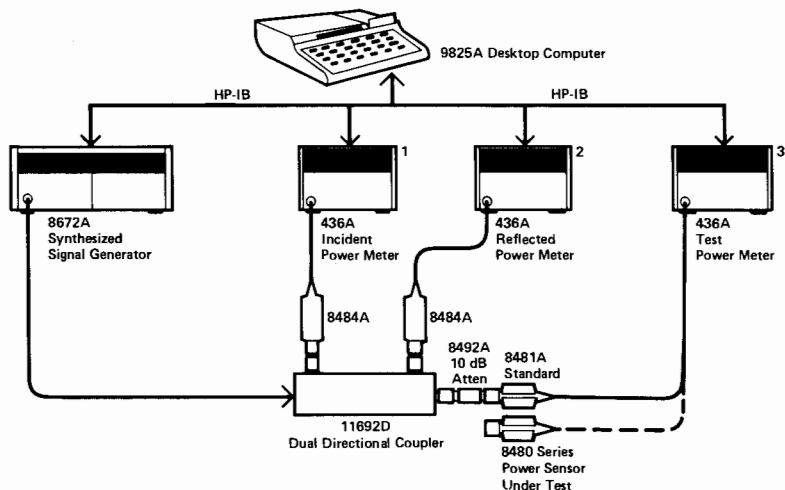 9825A Desktop Computer
HP-IB
HP-IB
1
2
3
8672A
Synthesized
Signal Generator
436A
Incident
Power Meter
436A
Reflected
Power Meter
436A
Test
Power Meter
8484A
8484A
8492A
10 dB
Atten
8481A
Standard
11692D
Dual Directional Coupler
8480 Series
Power Sensor
Under Test